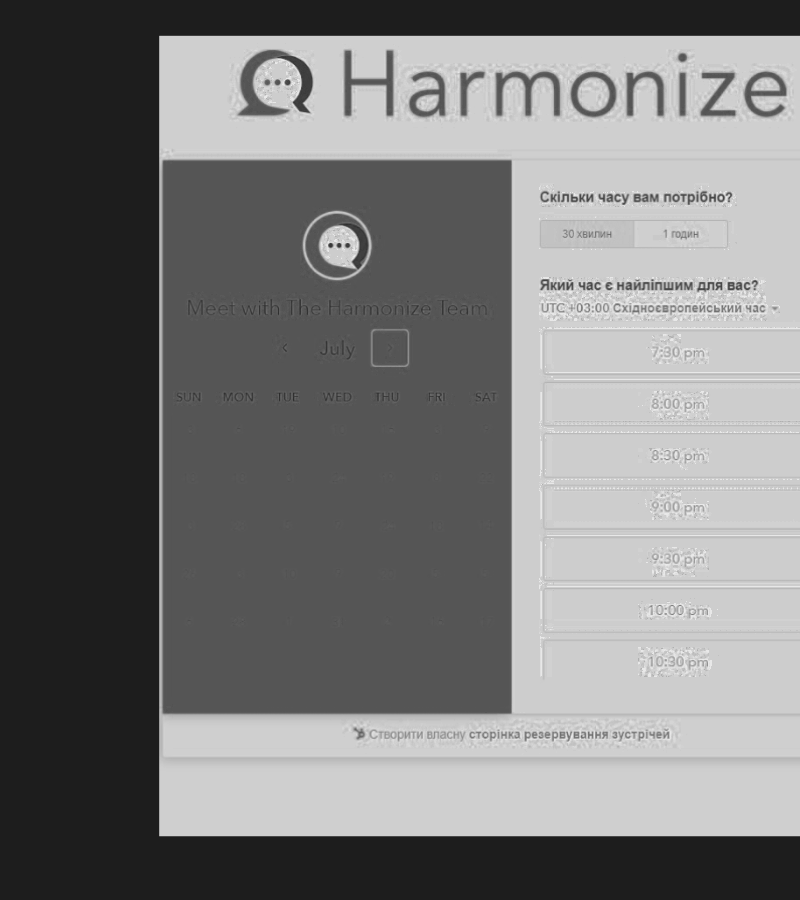 Harmonize
Meet with The Harmonize Team
July
SUN MON TUE WED THU FRI SAT
Скільки часу вам потрібно?
30 хвилин 1 годин
Який час є найліпшим для вас?
UTC +03:00 Східноєвропейський час
7:30 pm
8:00 pm
8:30 pm
9:00 pm
9:30 pm
10:00 pm
10:30 pm
Створити власну сторінка резервування зустрічей